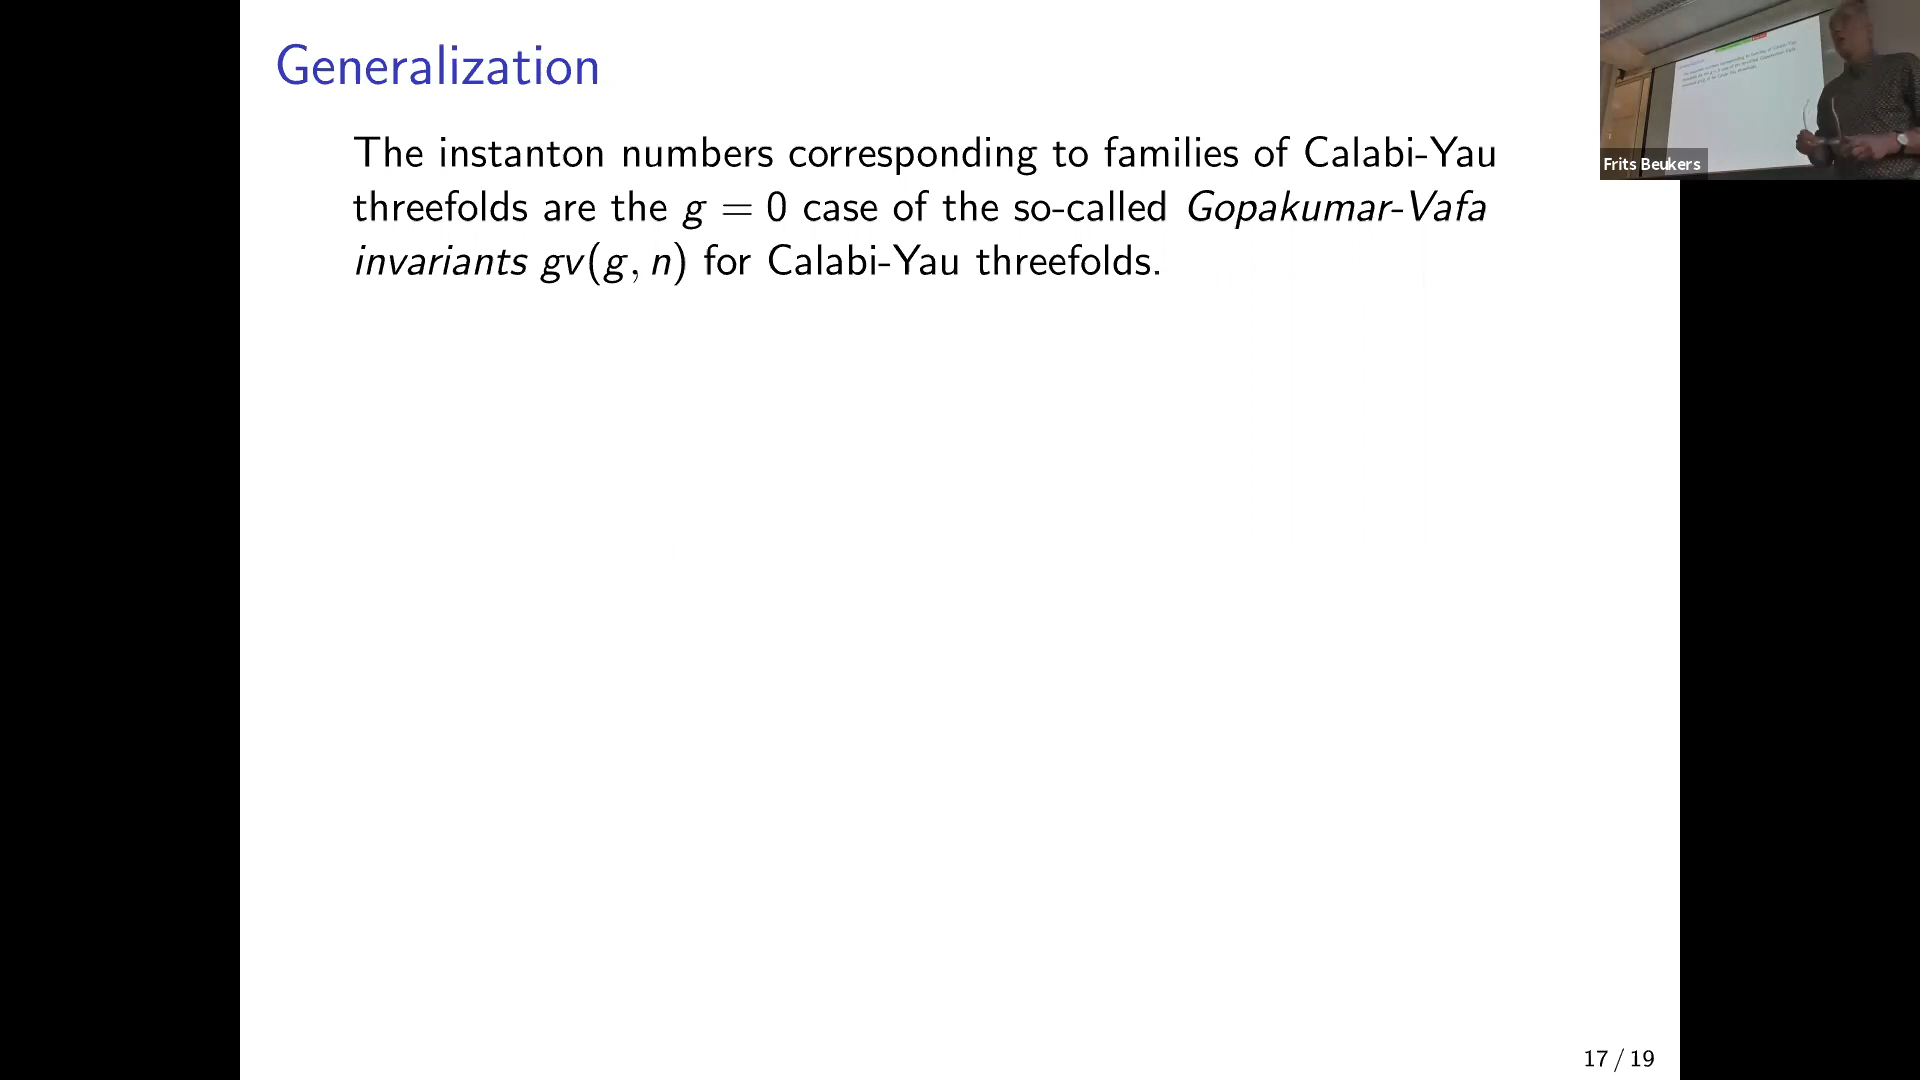 Generalization
The instanton numbers corresponding to families of Calabi-Yau
threefolds are the g = 0 case of the so-called Gopakumar-Vafa
invariants gv(g, n) for Calabi-Yau threefolds.
Frits Beukers
17 / 19